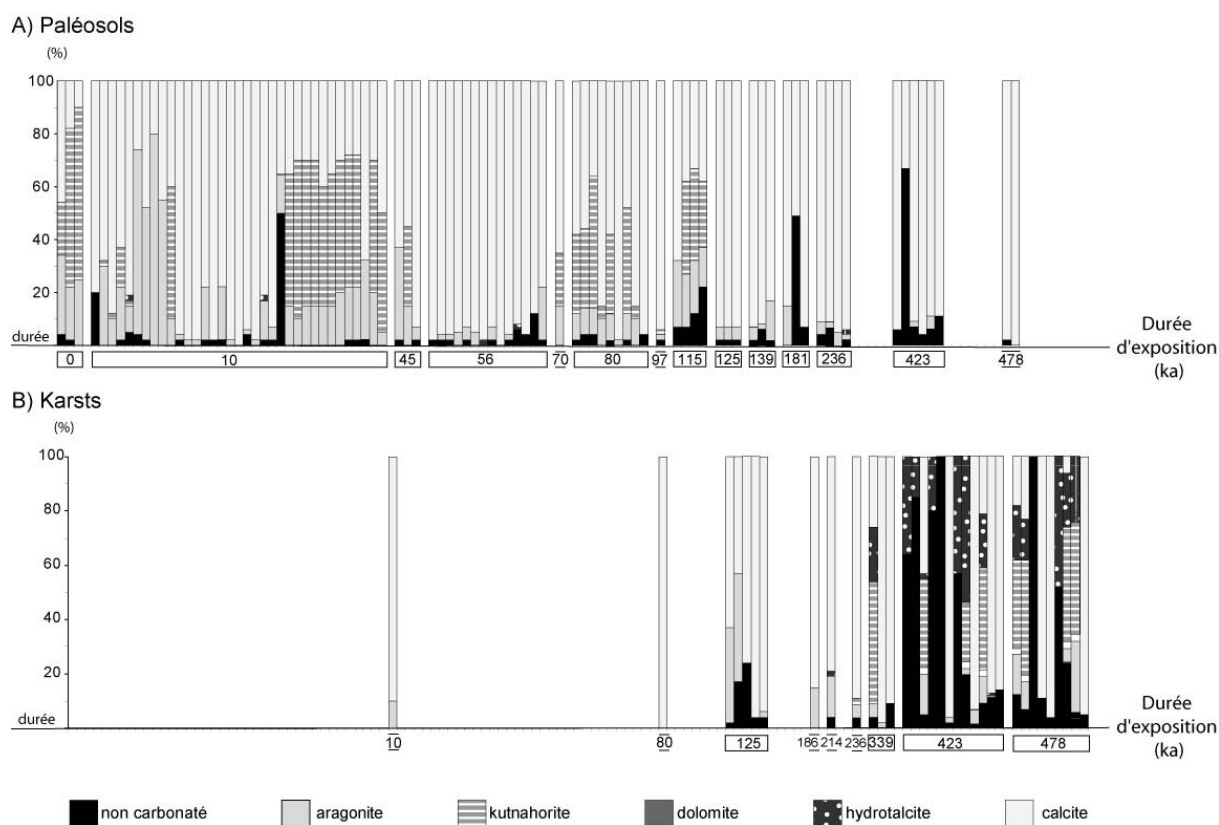 A) Paléosols
(%)
100
80
60
40
20
durée
0 10 45 56 70 80 97 115 125 139 181 236 423 478
Durée
d'exposition
(ka)
B) Karsts
(%)
100
80
60
40
20
durée
10 80 125 186 214 236 339 423 478
Durée
d'exposition
(ka)
non carbonaté aragonite kutnahorite dolomite hydrotalcite calcite